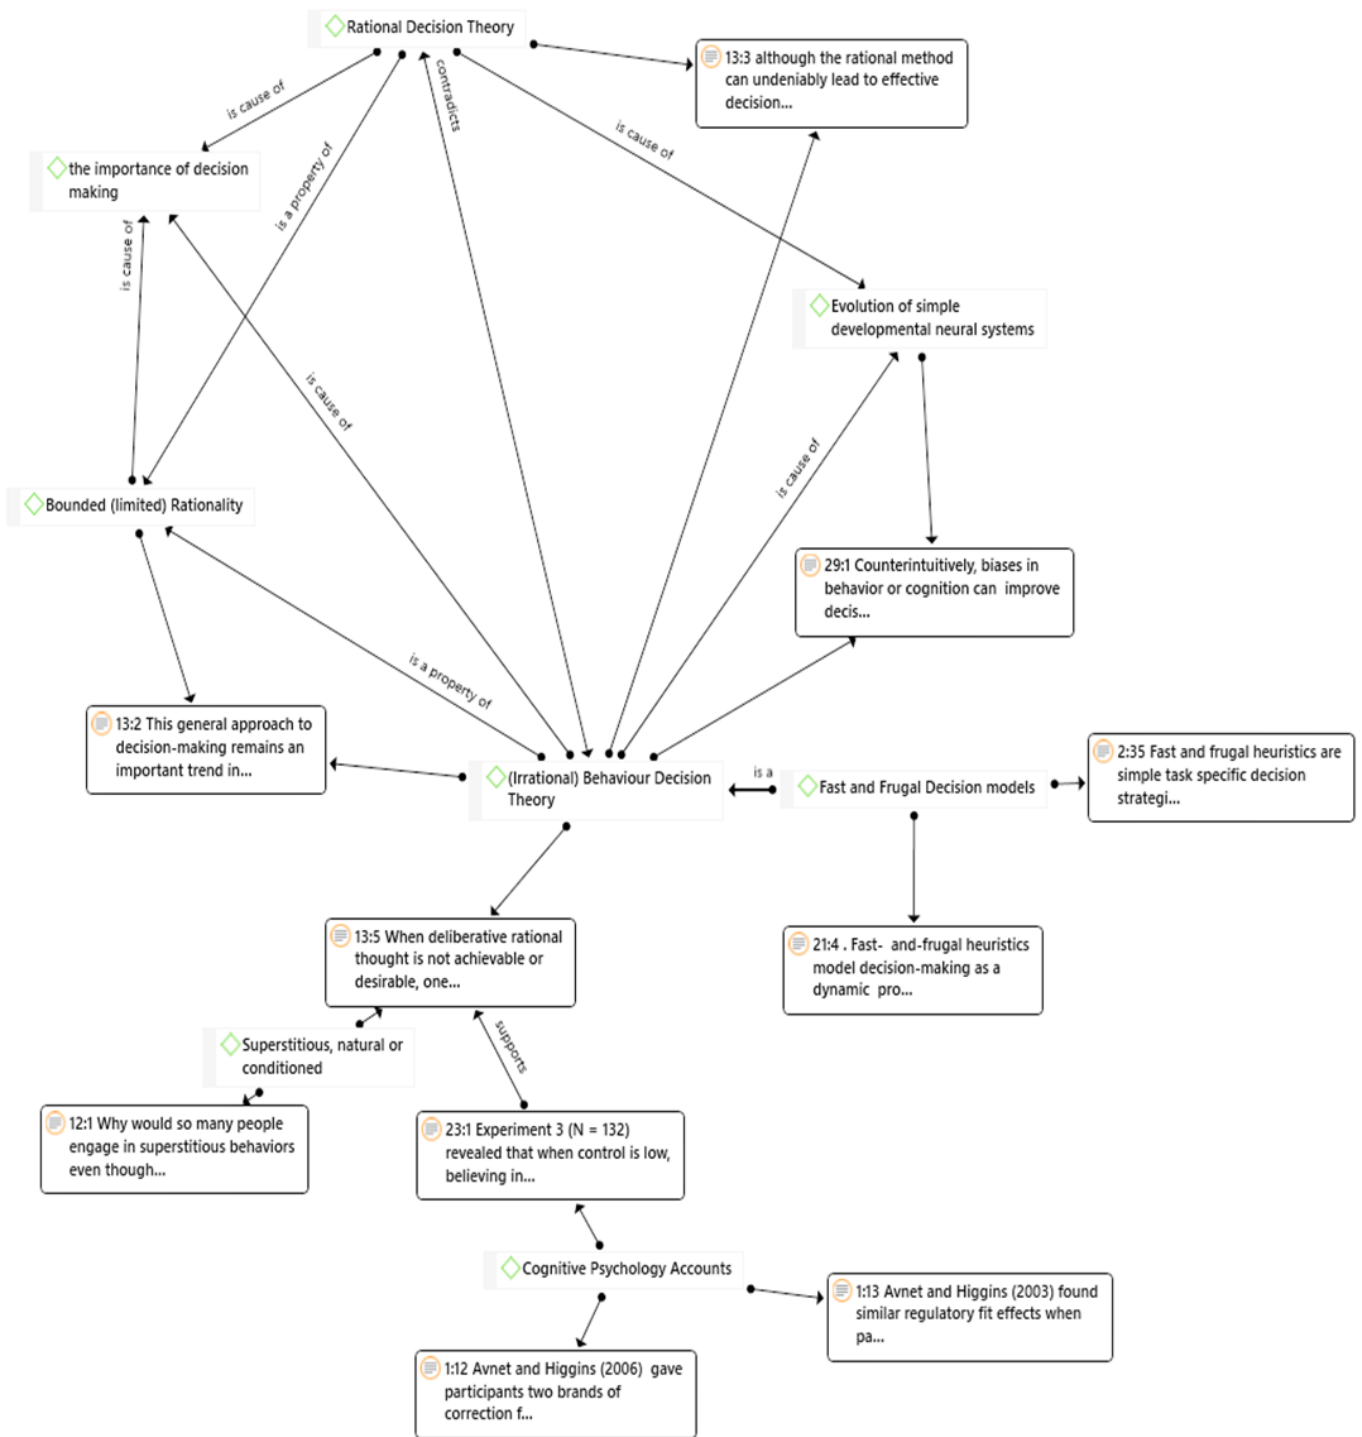 Rational Decision Theory
13:3 although the rational method
can undeniably lead to effective
decision...
contradicts
is cause of
is cause of
the importance of decision
making
is a property of
is cause of
Evolution of simple
developmental neural systems
is cause of
is cause of
Bounded (limited) Rationality
29:1 Counterintuitively, biases in
behavior or cognition can improve
decis...
is a property of
13:2 This general approach to
decision-making remains an
important trend in...
(Irrational) Behaviour Decision
Theory
is a
Fast and Frugal Decision models
2:35 Fast and frugal heuristics are
simple task specific decision
strategi...
13:5 When deliberative rational
thought is not achievable or
desirable, one...
21:4 . Fast- and-frugal heuristics
model decision-making as a
dynamic pro...
Superstitious, natural or
conditioned
supports
12:1 Why would so many people
engage in superstitious behaviors
even though...
23:1 Experiment 3 (N = 132)
revealed that when control is low,
believing in...
Cognitive Psychology Accounts
1:13 Avnet and Higgins (2003) found
similar regulatory fit effects when
pa...
1:12 Avnet and Higgins (2006) gave
participants two brands of
correction f...